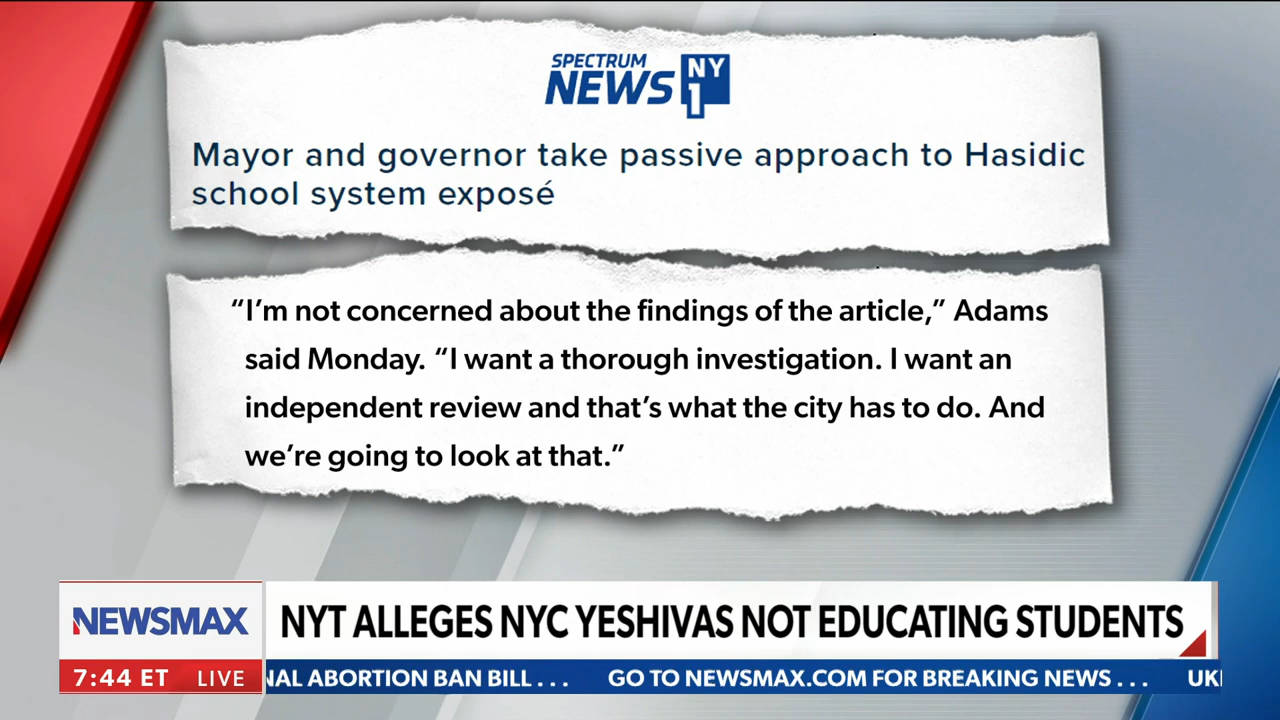 SPECTRUM
NEWS NY
1
Mayor and governor take passive approach to Hasidic
school system exposé
“I’m not concerned about the findings of the article,” Adams
said Monday. “I want a thorough investigation. I want an
independent review and that’s what the city has to do. And
we’re going to look at that.”
NEWSMAX
NYT ALLEGES NYC YESHIVAS NOT EDUCATING STUDENTS
7:44 ET LIVE
NAL ABORTION BAN BILL . . . GO TO NEWSMAX.COM FOR BREAKING NEWS . . .